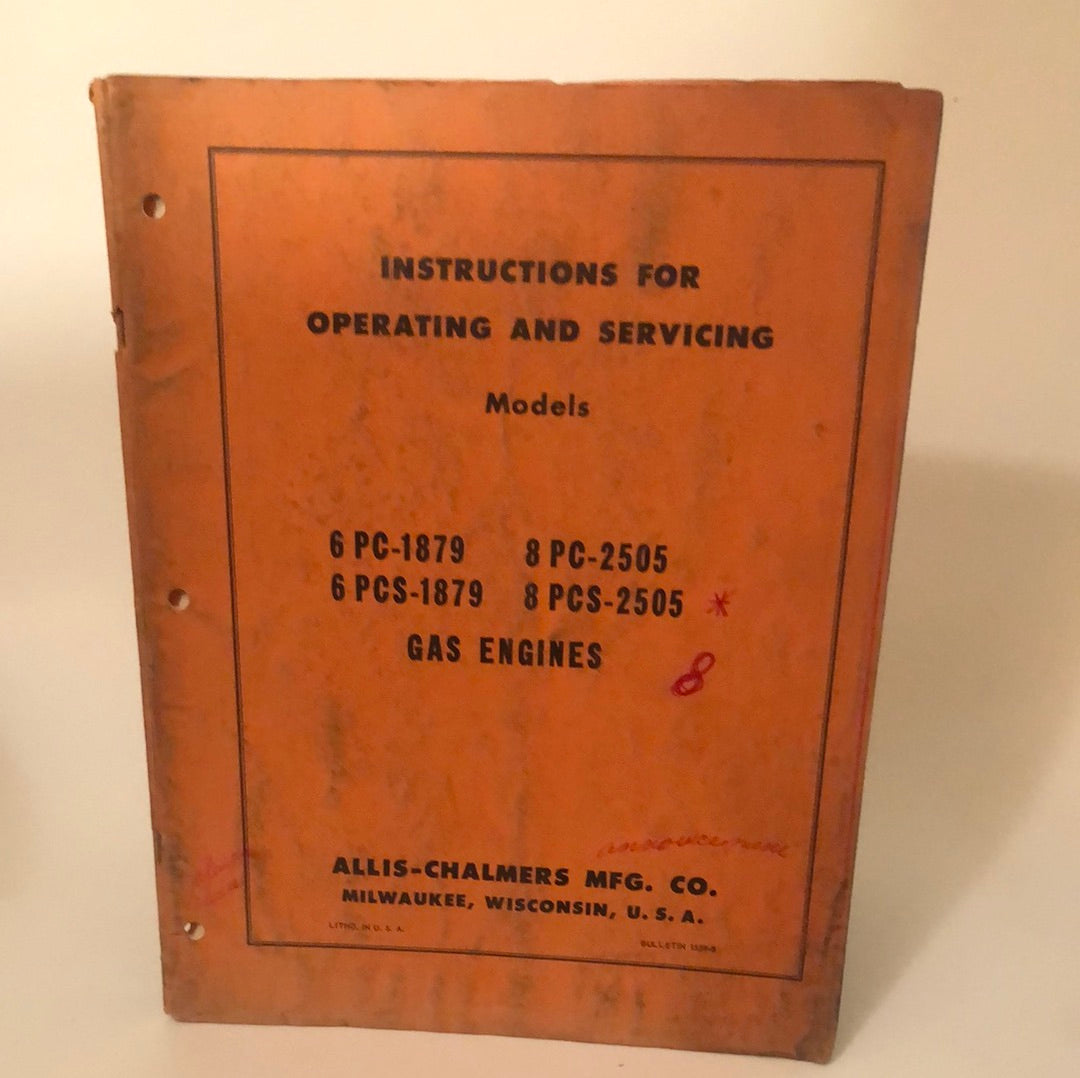 INSTRUCTIONS FOR
OPERATING AND SERVICING
Models
6 PC-1879 8 PC-2505
6 PCS-1879 8 PCS-2505 *
GAS ENGINES
8
ALLIS-CHALMERS MFG. CO.
MILWAUKEE, WISCONSIN, U. S. A.
LITHO. IN U. S. A.
BULLETIN